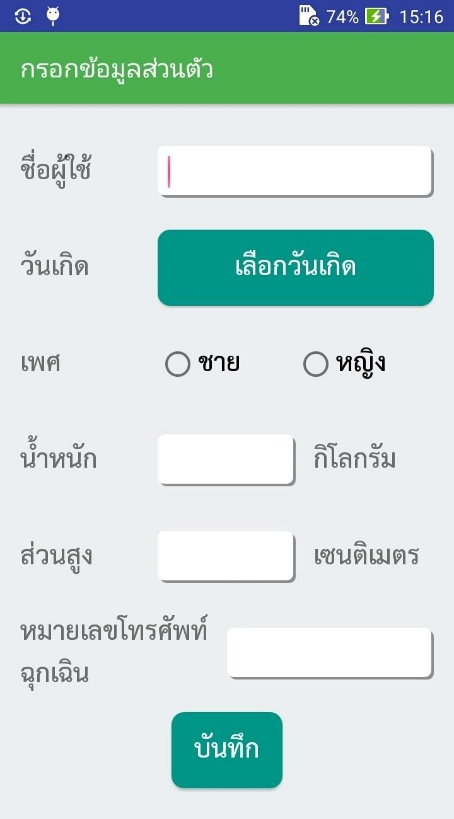 74% 15:16
กรอกข้อมูลส่วนตัว
ชื่อผู้ใช้
วันเกิด เลือกวันเกิด
เพศ ชาย หญิง
น้ำหนัก กิโลกรัม
ส่วนสูง เซนติเมตร
หมายเลขโทรศัพท์
ฉุกเฉิน
บันทึก